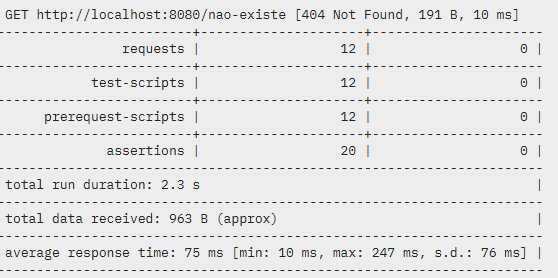 GET http://localhost:8080/nao-existe [404 Not Found, 191 B, 10 ms]
requests | 12 | 0 |
test-scripts | 12 | 0 |
prerequest-scripts | 12 | 0 |
assertions | 20 | 0 |
total run duration: 2.3 s |
total data received: 963 B (approx) |
average response time: 75 ms [min: 10 ms, max: 247 ms, s.d.: 76 ms] |